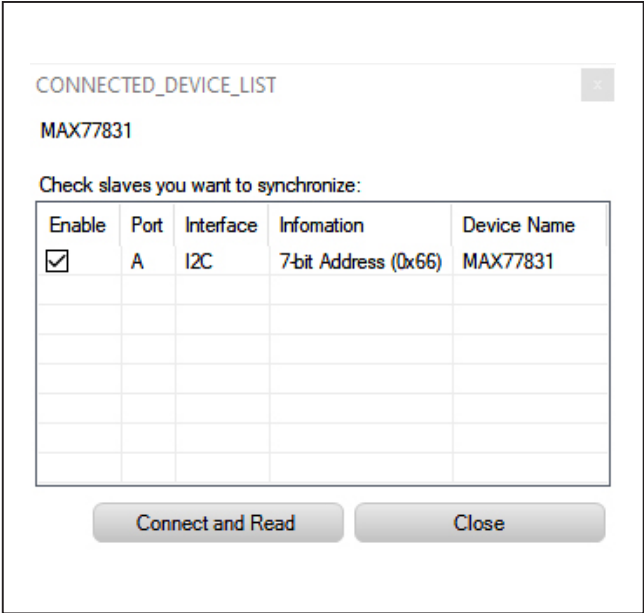 CONNECTED_DEVICE_LIST
x
MAX77831
Check slaves you want to synchronize:
Enable Port Interface Infomation Device Name
A I2C 7-bit Address (0x66) MAX77831
Connect and Read Close